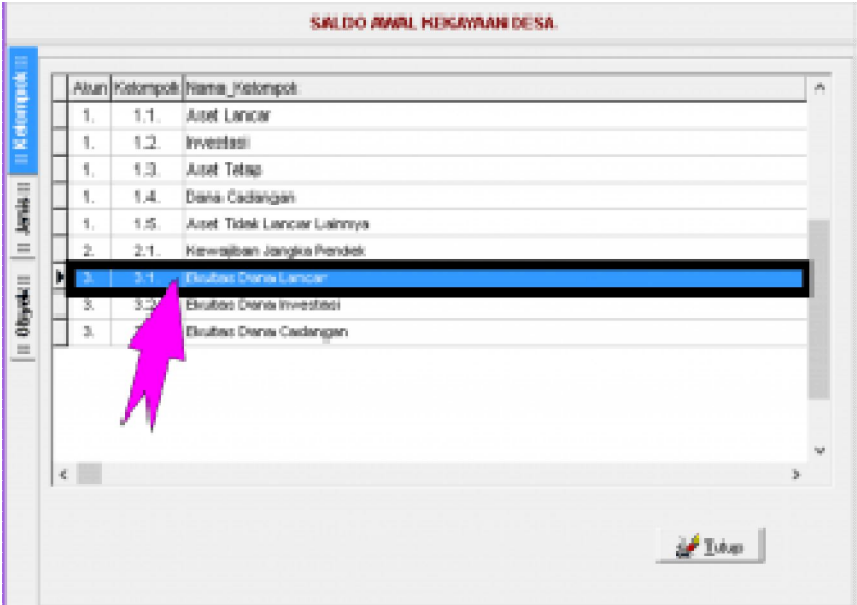 SALDO AWAL KEKAYAAN DESA
|| Kelompok ||
|| Jenis ||
|| Obyek ||
Akun Kelompok Nama_Kelompok
1. 1.1. Aset Lancar
1. 1.2. Investasi
1. 1.3. Aset Tetap
1. 1.4. Dana Cadangan
1. 1.5. Aset Tidak Lancar Lainnya
2. 2.1. Kewajiban Jangka Pendek
3. 3.1. Ekuitas Dana Lancar
3. 3.2 Ekuitas Dana Investasi
3. Ekuitas Dana Cadangan
Tutup